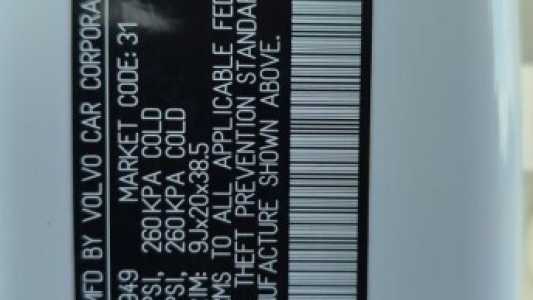 MFD BY VOLVO CAR CORPORA
949 MARKET CODE: 31
PSI, 260KPA COLD
PSI, 260KPA COLD
IM: 9Jx20x38.5
RMS TO ALL APPLICABLE FED
THEFT PREVENTION STANDA
UFACTURE SHOWN ABOVE.